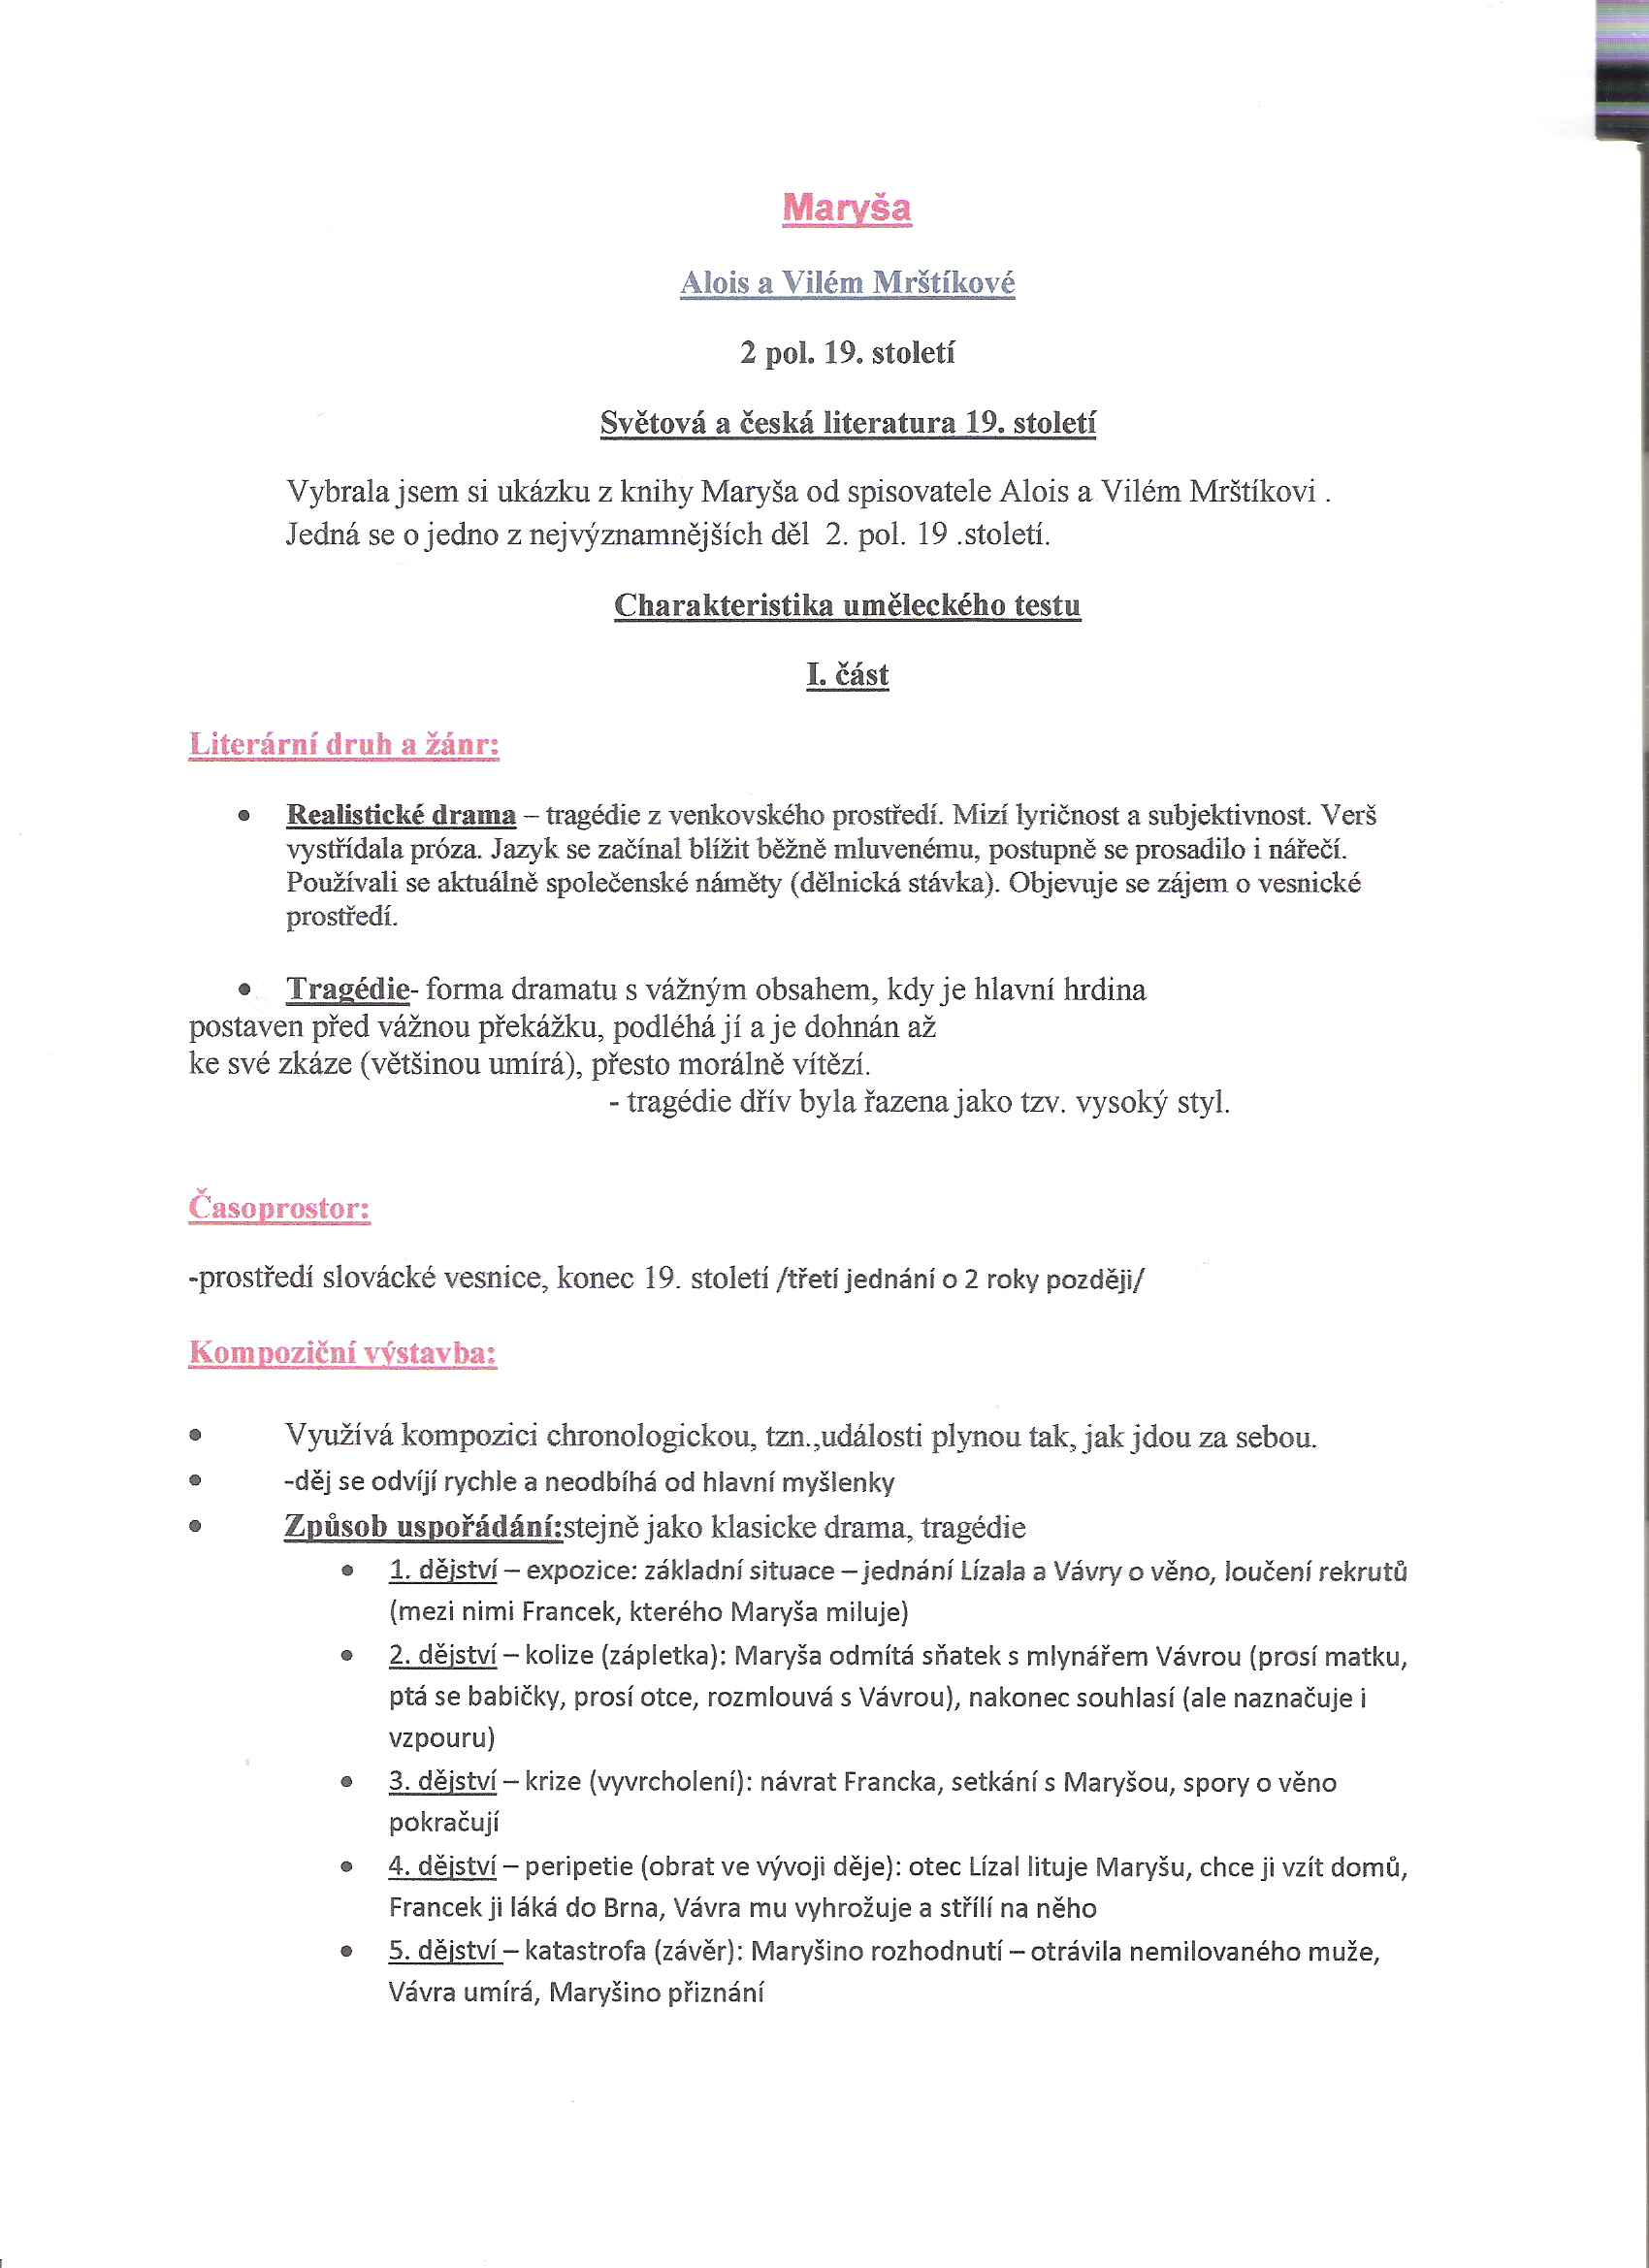 Maryša
Alois a Vilém Mrštíkové
2 pol. 19. století
Světová a česká literatura 19. století
Vybrala jsem si ukázku z knihy Maryša od spisovatele Alois a Vilém Mrštíkovi .
Jedná se o jedno z nejvýznamnějších děl 2. pol. 19 .století.
Charakteristika uměleckého testu
I. část
Literární druh a žánr:
• Realistické drama – tragédie z venkovského prostředí. Mizí lyričnost a subjektivnost. Verš
vystřídala próza. Jazyk se začínal blížit běžně mluvenému, postupně se prosadilo i nářečí.
Používali se aktuálně společenské náměty (dělnická stávka). Objevuje se zájem o vesnické
prostředí.
• Tragédie- forma dramatu s vážným obsahem, kdy je hlavní hrdina
postaven před vážnou překážku, podléhá jí a je dohnán až
ke své zkáze (většinou umírá), přesto morálně vítězí.
- tragédie dřív byla řazena jako tzv. vysoký styl.
Časoprostor:
-prostředí slovácké vesnice, konec 19. století /třetí jednání o 2 roky později/
Kompoziční výstavba:
• Využívá kompozici chronologickou, tzn.,události plynou tak, jak jdou za sebou.
• -děj se odvíjí rychle a neodbíhá od hlavní myšlenky
• Způsob uspořádání:stejně jako klasicke drama, tragédie
• 1. dějství – expozice: základní situace – jednání Lízala a Vávry o věno, loučení rekrutů
(mezi nimi Francek, kterého Maryša miluje)
• 2. dějství – kolize (zápletka): Maryša odmítá sňatek s mlynářem Vávrou (prosí matku,
ptá se babičky, prosí otce, rozmlouvá s Vávrou), nakonec souhlasí (ale naznačuje i
vzpouru)
• 3. dějství – krize (vyvrcholení): návrat Francka, setkání s Maryšou, spory o věno
pokračují
• 4. dějství – peripetie (obrat ve vývoji děje): otec Lízal lituje Maryšu, chce ji vzít domů,
Francek ji láká do Brna, Vávra mu vyhrožuje a střílí na něho
• 5. dějství – katastrofa (závěr): Maryšino rozhodnutí – otrávila nemilovaného muže,
Vávra umírá, Maryšino přiznání